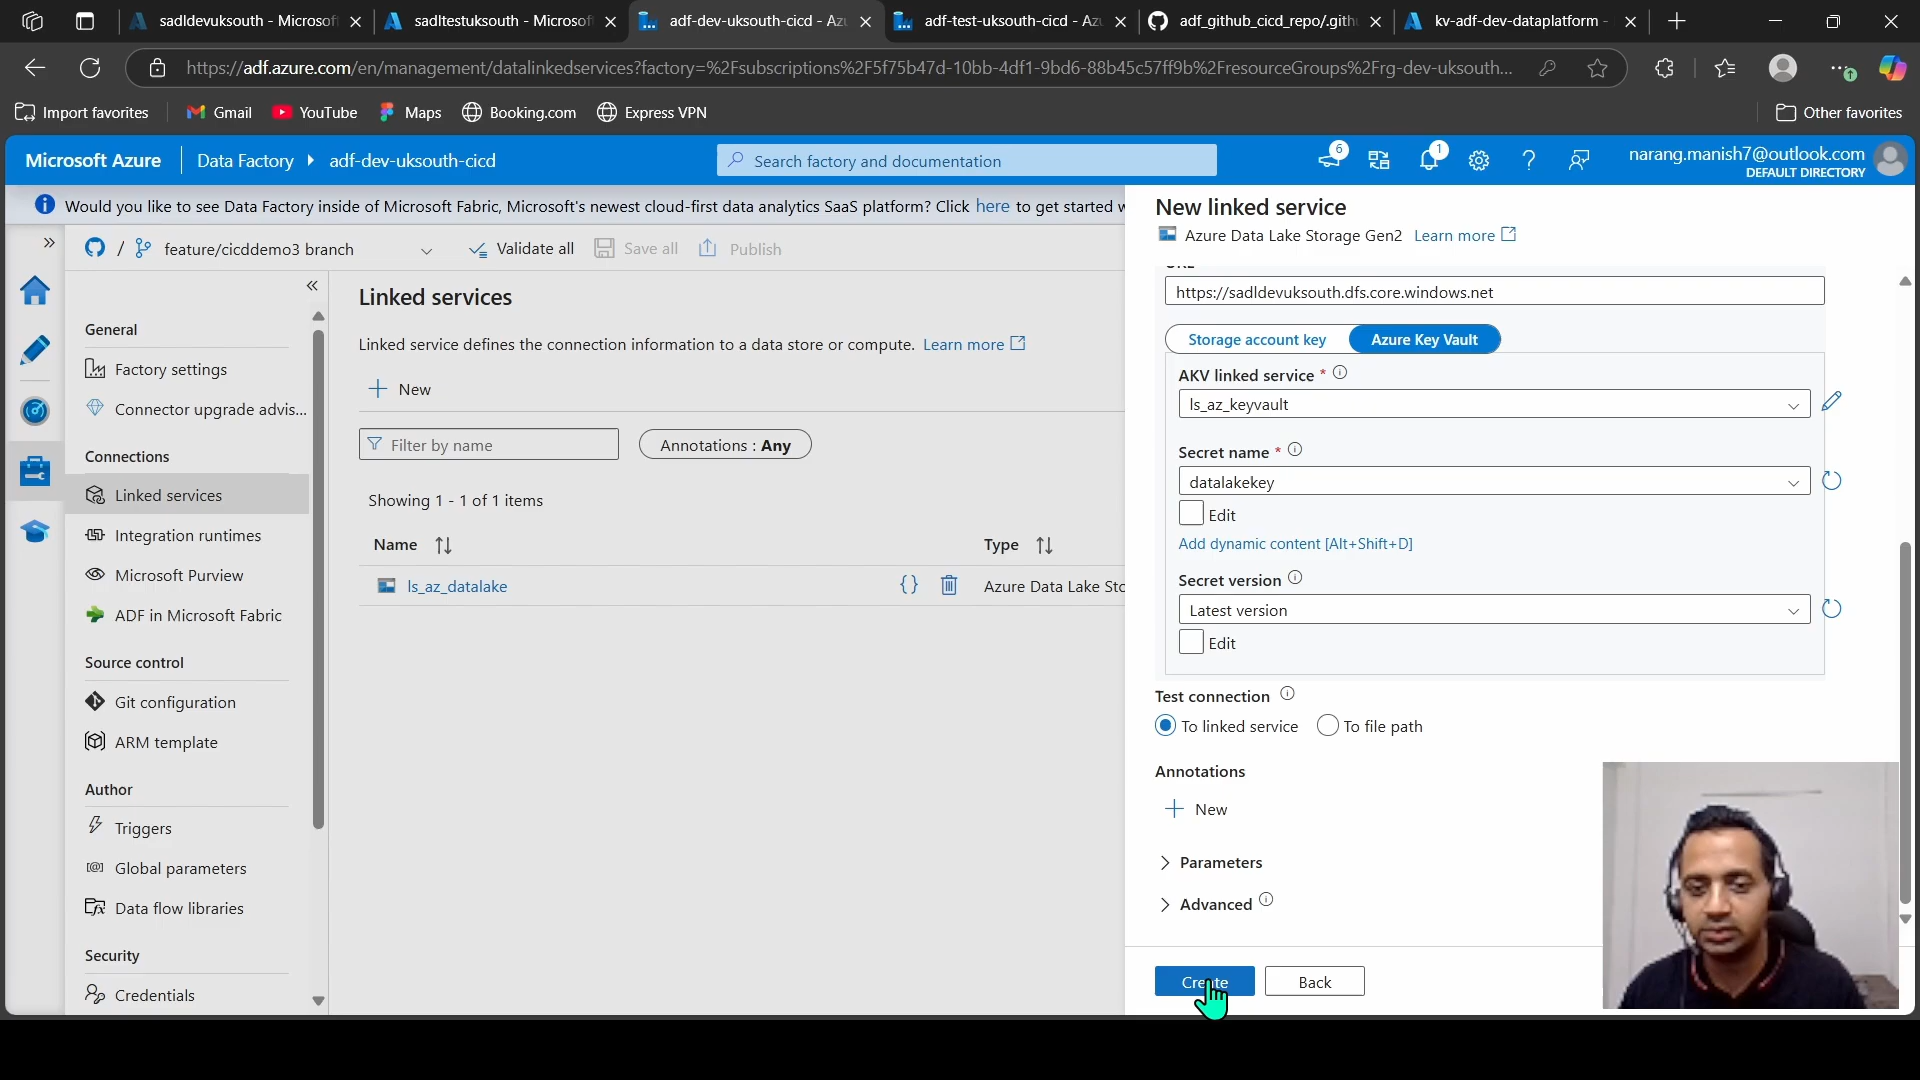 sadldevuksouth - Microsof
sadltestuksouth - Microsof
adf-dev-uksouth-cicd - Az
adf-test-uksouth-cicd - Az
adf_github_cicd_repo/.gith
kv-adf-dev-dataplatform -
https://adf.azure.com/en/management/datalinkedservices?factory=%2Fsubscriptions%2F5f75b47d-10bb-4df1-9bd6-88b45c57ff9b%2FresourceGroups%2Frg-dev-uksouth...
Import favorites
Gmail
YouTube
Maps
Booking.com
Express VPN
Other favorites
Microsoft Azure
Data Factory
adf-dev-uksouth-cicd
Search factory and documentation
6
1
narang.manish7@outlook.com
DEFAULT DIRECTORY
Would you like to see Data Factory inside of Microsoft Fabric, Microsoft's newest cloud-first data analytics SaaS platform? Click here to get started w
/ feature/cicddemo3 branch
Validate all
Save all
Publish
General
Factory settings
Connector upgrade advis...
Connections
Linked services
Integration runtimes
Microsoft Purview
ADF in Microsoft Fabric
Source control
Git configuration
ARM template
Author
Triggers
Global parameters
Data flow libraries
Security
Credentials
Linked services
Linked service defines the connection information to a data store or compute. Learn more
New
Filter by name
Annotations : Any
Showing 1 - 1 of 1 items
Name
Type
ls_az_datalake
Azure Data Lake Sto
New linked service
Azure Data Lake Storage Gen2 Learn more
https://sadldevuksouth.dfs.core.windows.net
Storage account key
Azure Key Vault
AKV linked service *
ls_az_keyvault
Secret name *
datalakekey
Edit
Add dynamic content [Alt+Shift+D]
Secret version
Latest version
Edit
Test connection
To linked service
To file path
Annotations
New
Parameters
Advanced
Create
Back